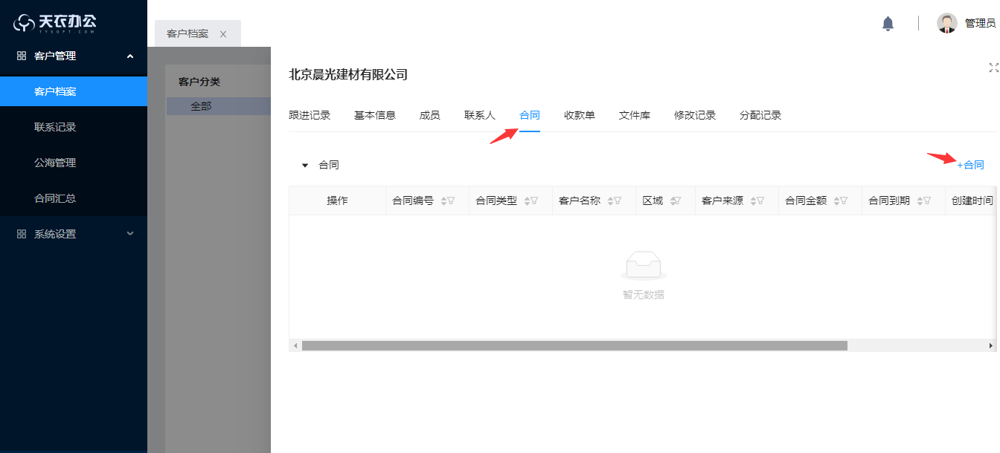 天衣办公
TYSOFT.COM
客户管理
客户档案
联系记录
公海管理
合同汇总
系统设置
客户档案 ×
管理员
客户分类
全部
北京晨光建材有限公司
跟进记录 基本信息 成员 联系人 合同 收款单 文件库 修改记录 分配记录
合同
+合同
操作 合同编号 合同类型 客户名称 区域 客户来源 合同金额 合同到期 创建时间
暂无数据